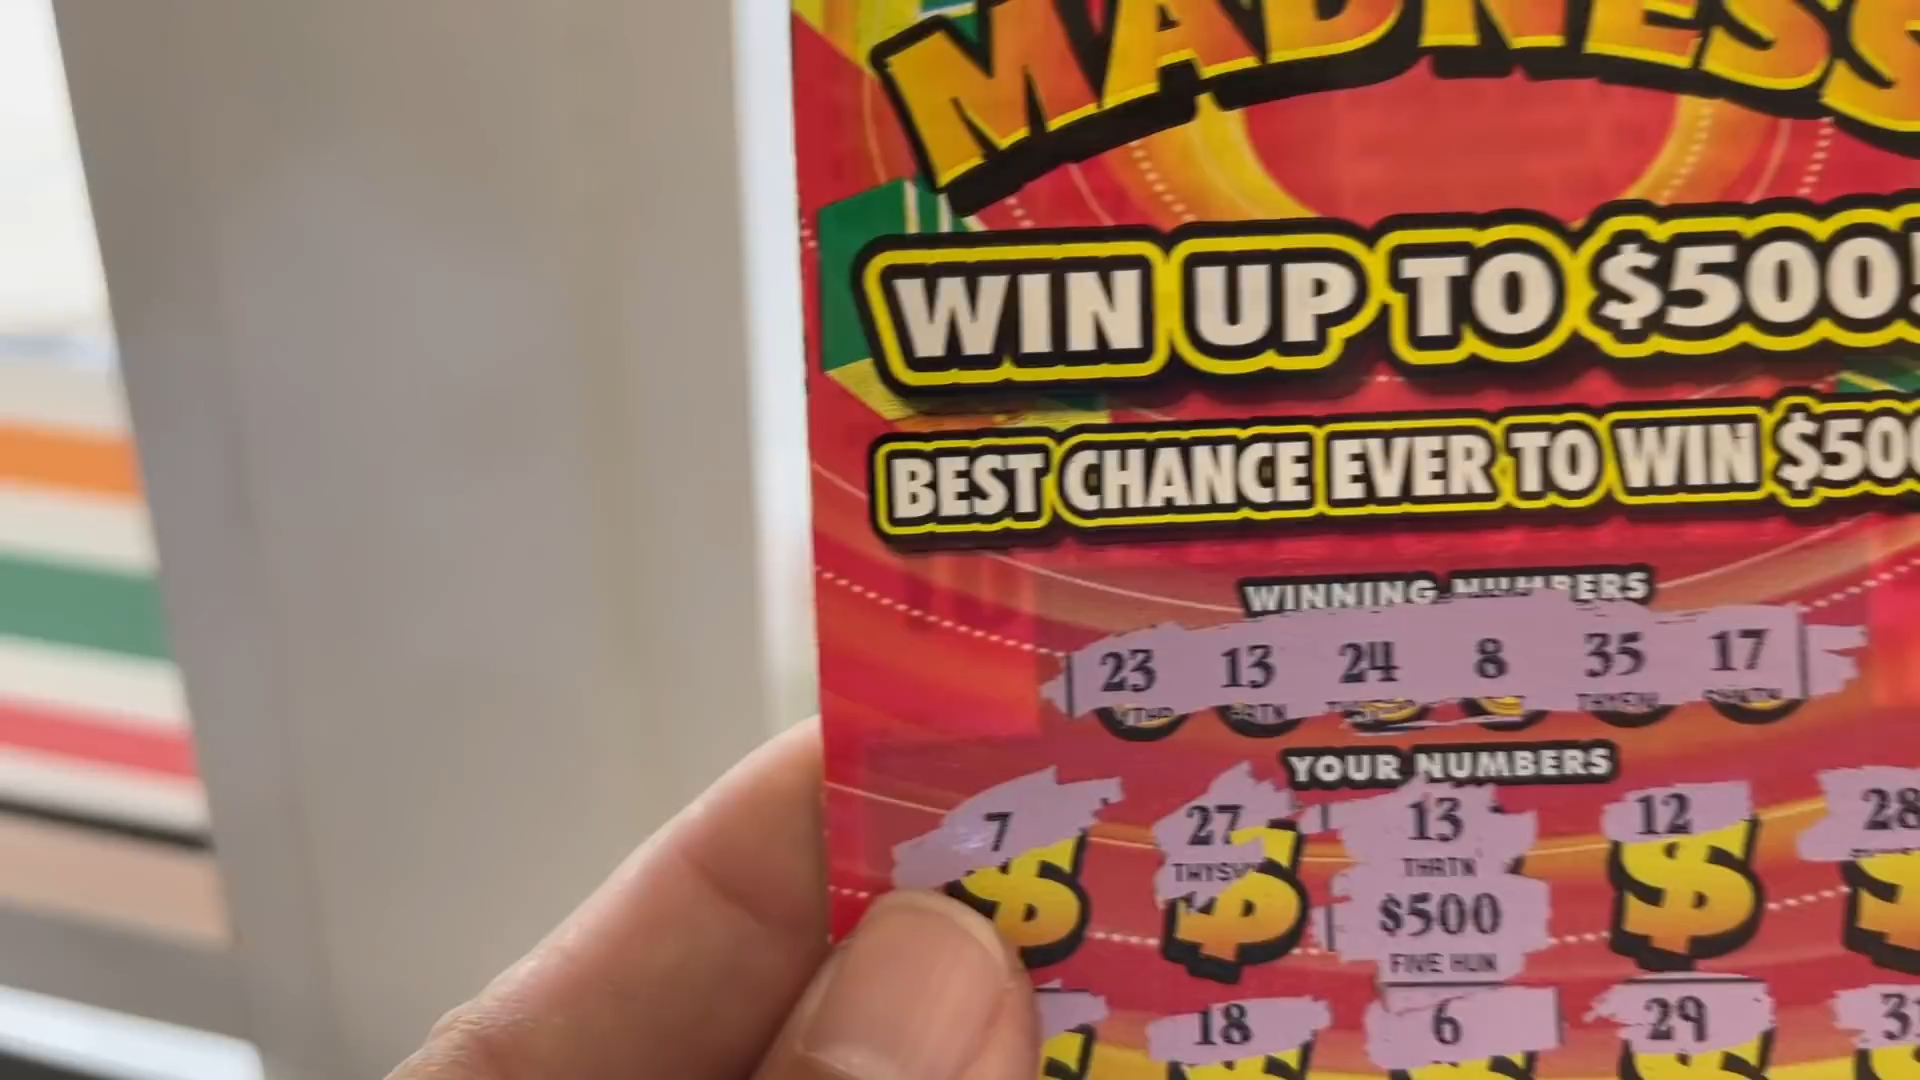 MADNESS
WIN UP TO $500!
BEST CHANCE EVER TO WIN $500
WINNING NUMBERS
23 13 24 8 35 17
YOUR NUMBERS
7 27 13 12 28
THRTN
$500
FIVE HUN
18 6 29